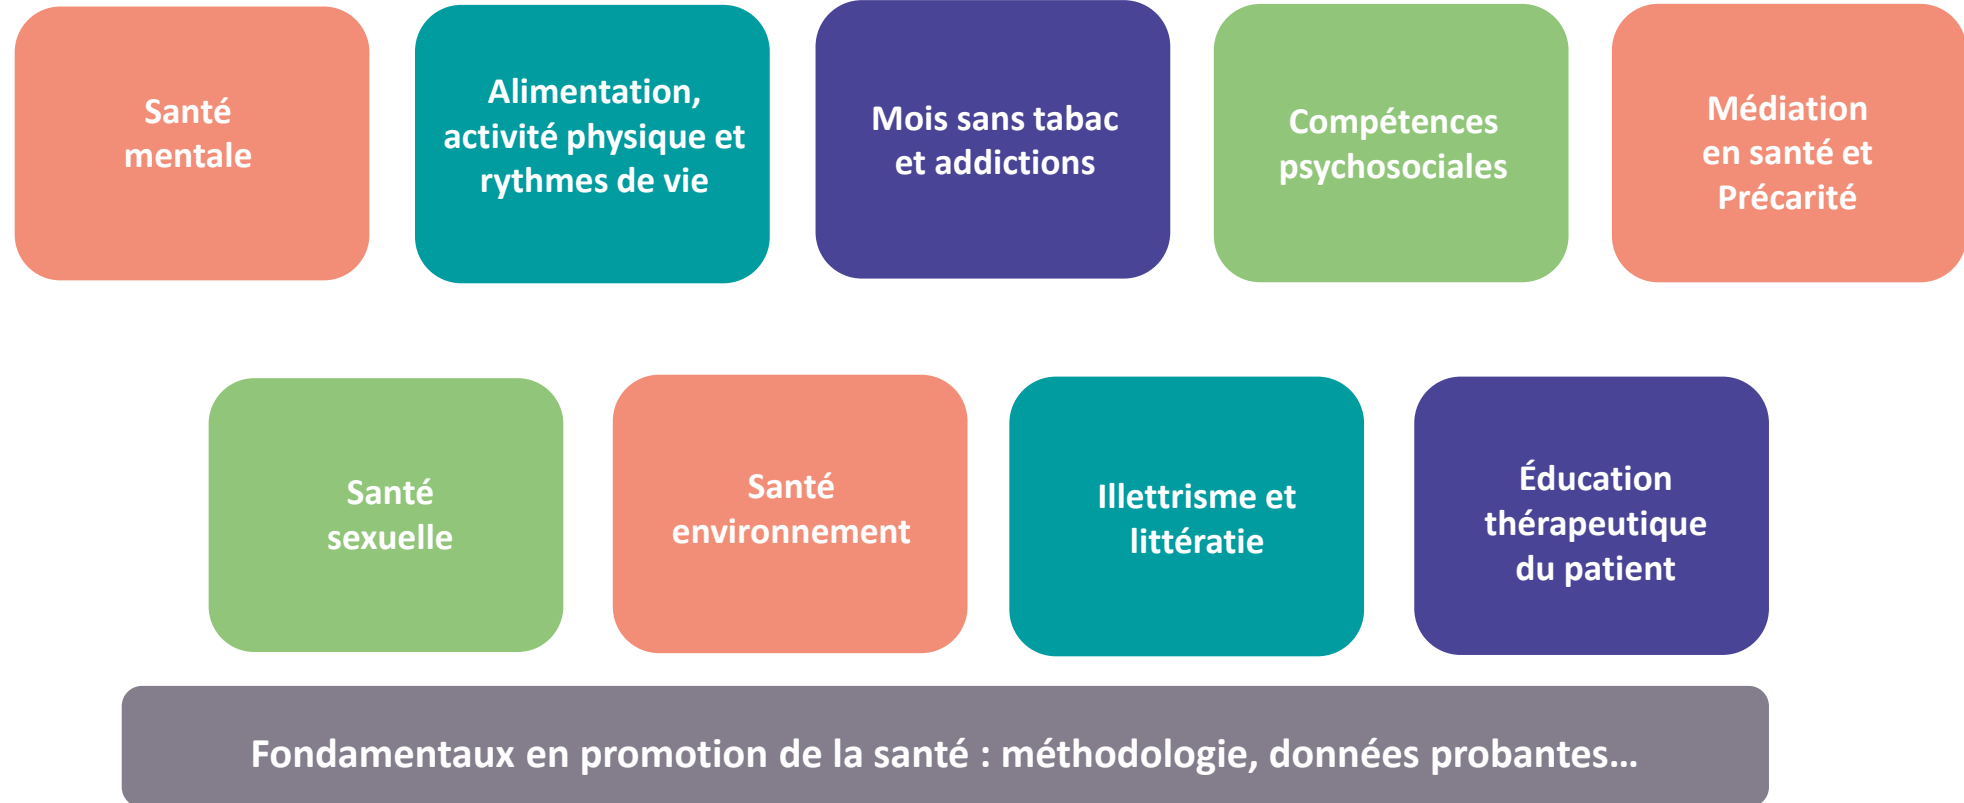 Santé
mentale
Alimentation,
activité physique et
rythmes de vie
Mois sans tabac
et addictions
Compétences
psychosociales
Médiation
en santé et
Précarité
Santé
sexuelle
Santé
environnement
Illettrisme et
littératie
Éducation
thérapeutique
du patient
Fondamentaux en promotion de la santé : méthodologie, données probantes…